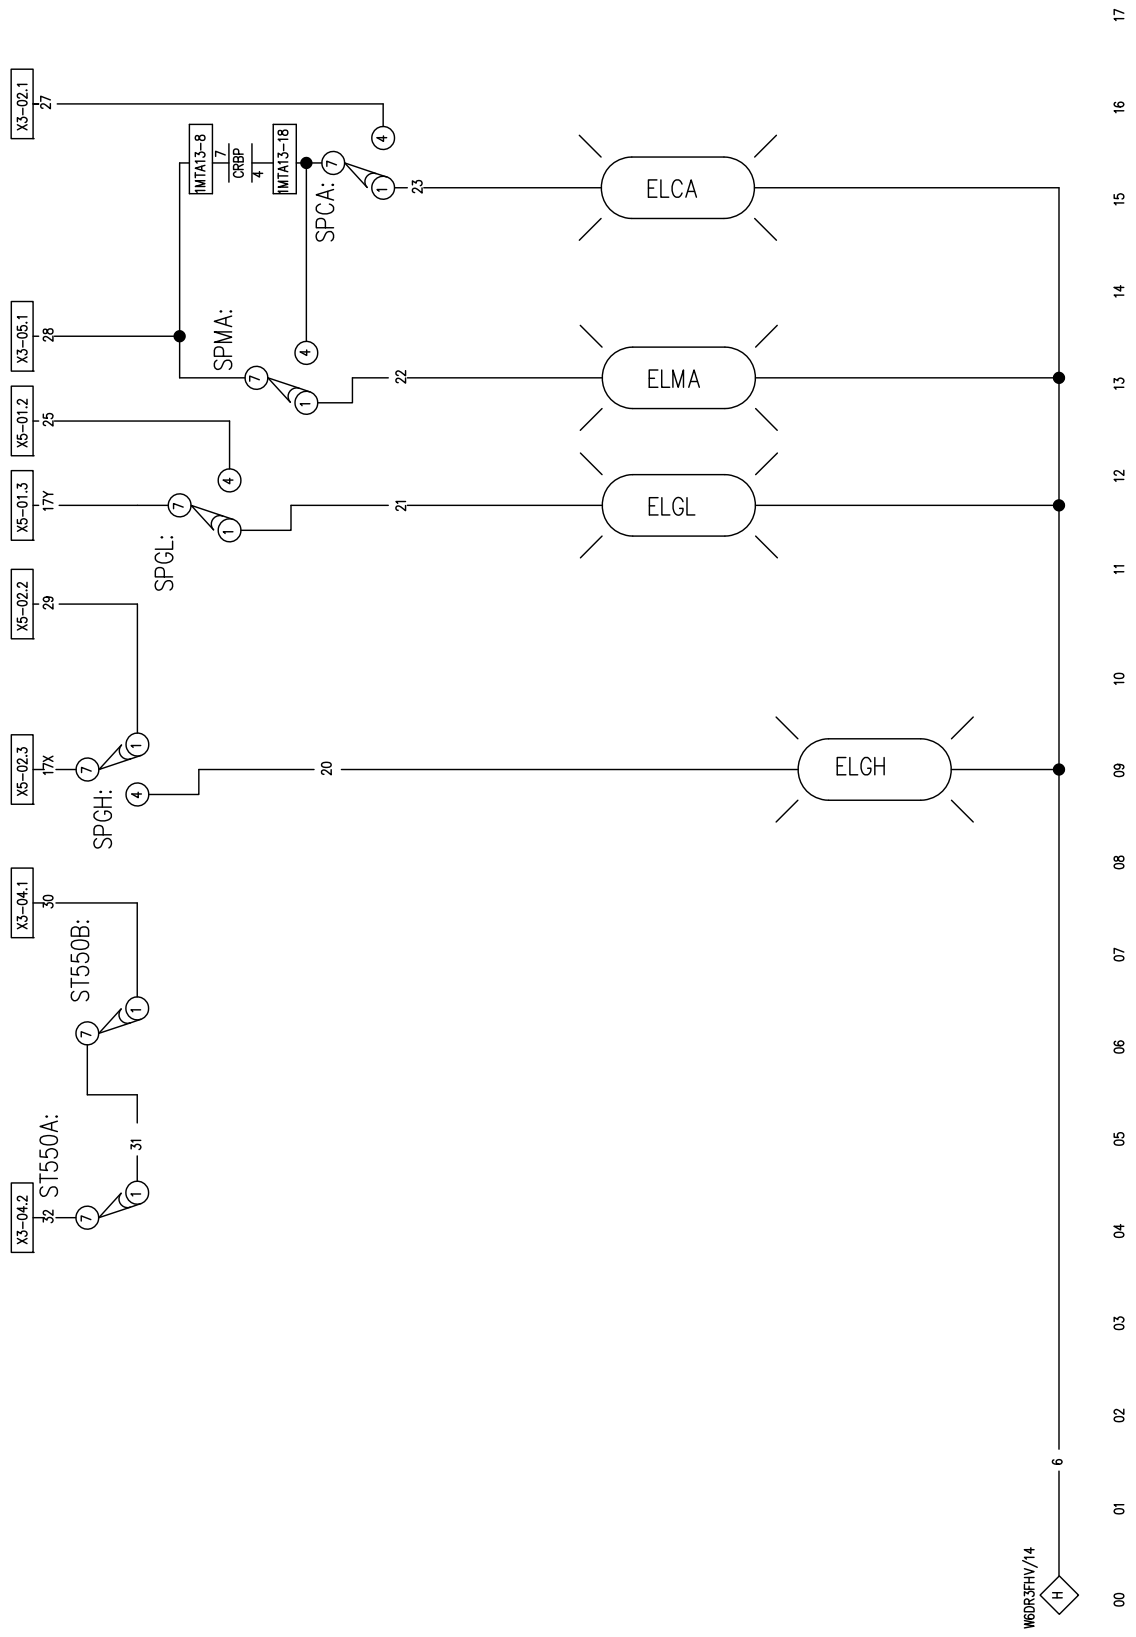 X3-04.2
32
ST550A:
7
1
31
ST550B:
7
1
X3-04.1
30
X5-02.3
17X
SPGH:
7
1
4
20
ELGH
X5-02.2
29
X5-01.3
17Y
SPGL:
7
1
4
21
ELGL
X5-01.2
25
X3-05.1
28
SPMA:
7
1
4
22
ELMA
1MTA13-8
7
CRBP
4
1MTA13-18
SPCA:
7
1
4
23
ELCA
X3-02.1
27
W6DR3FHV/14
H
6
00 01 02 03 04 05 06 07 08 09 10 11 12 13 14 15 16 17